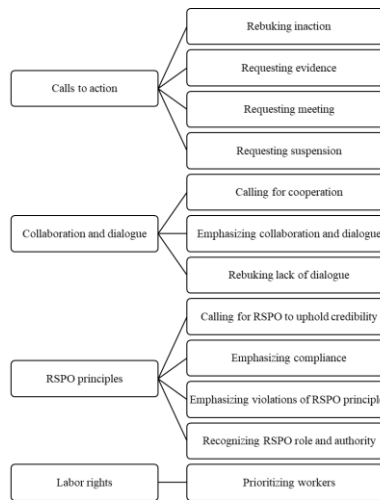 Rebuking inaction
Requesting evidence
Calls to action
Requesting meeting
Requesting suspension
Calling for cooperation
Collaboration and dialogue
Emphasizing collaboration and dialogue
Rebuking lack of dialogue
Calling for RSPO to uphold credibility
Emphasizing compliance
RSPO principles
Emphasizing violations of RSPO principle
Recognizing RSPO role and authority
Labor rights
Prioritizing workers